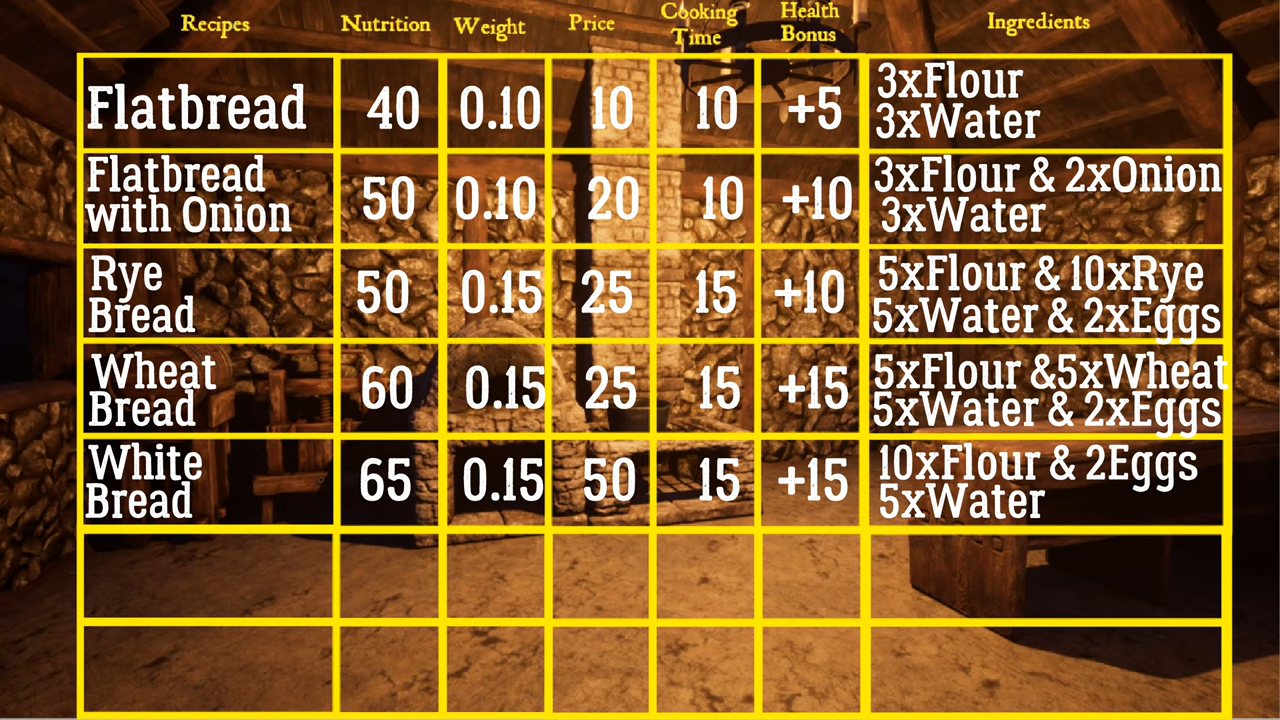 Recipes Nutrition Weight Price Cooking Time Health Bonus Ingredients
Flatbread 40 0.10 10 10 +5 3xFlour
3xWater
Flatbread
with Onion 50 0.10 20 10 +10 3xFlour & 2xOnion
3xWater
Rye
Bread 50 0.15 25 15 +10 5xFlour & 10xRye
5xWater & 2xEggs
Wheat
Bread 60 0.15 25 15 +15 5xFlour &5xWheat
5xWater & 2xEggs
White
Bread 65 0.15 50 15 +15 10xFlour & 2Eggs
5xWater